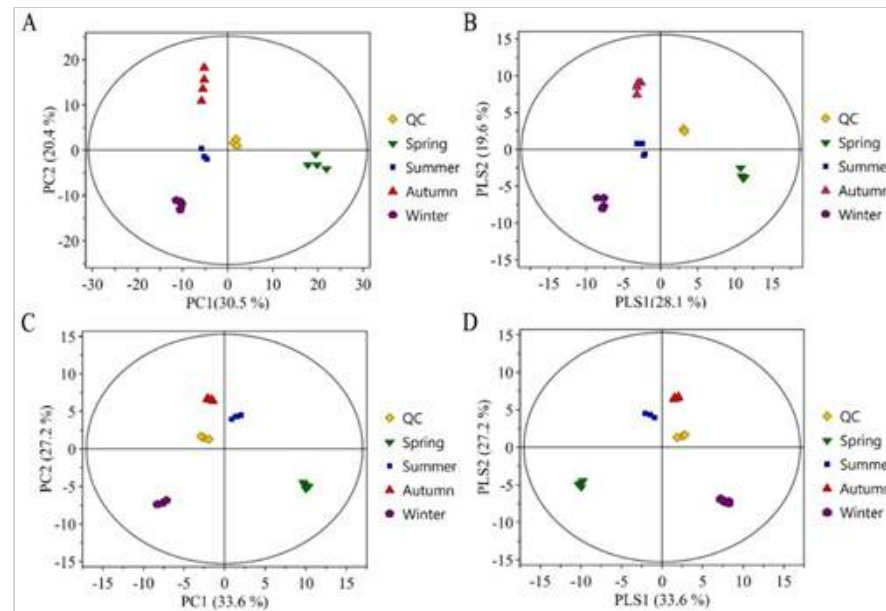 A
PC2 (20.4 %)
20
10
0
-10
-20
-30
-20
-10
0
10
20
30
PC1(30.5 %)
QC
Spring
Summer
Autumn
Winter
B
PLS2 (19.6 %)
15
10
5
0
-5
-10
-15
-15
-10
-5
0
5
10
15
PLS1(28.1 %)
QC
Spring
Summer
Autumn
Winter
C
PC2 (27.2 %)
15
10
5
0
-5
-10
-15
-15
-10
-5
0
5
10
15
PC1 (33.6 %)
QC
Spring
Summer
Autumn
Winter
D
PLS2 (27.2 %)
15
10
5
0
-5
-10
-15
-15
-10
-5
0
5
10
15
PLS1 (33.6 %)
QC
Spring
Summer
Autumn
Winter